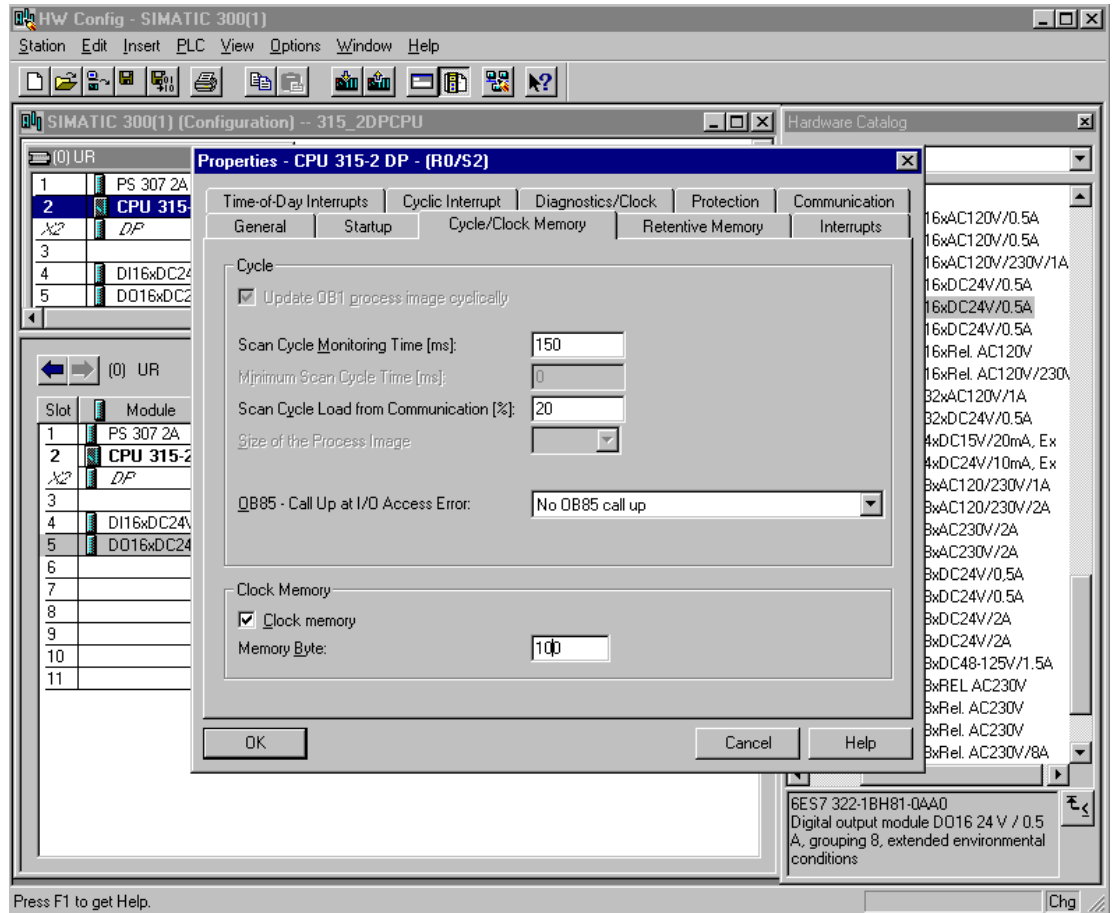 HW Config - SIMATIC 300(1)
Station Edit Insert PLC View Options Window Help
SIMATIC 300(1) (Configuration) -- 315_2DPCPU
(0) UR
1 PS 307 2A
2 CPU 315-
X2 DP
3
4 DI16xDC24
5 DO16xDC2
(0) UR
Slot Module
1 PS 307 2A
2 CPU 315-2
X2 DP
3
4 DI16xDC24V
5 DO16xDC24
6
7
8
9
10
11
Properties - CPU 315-2 DP - (R0/S2)
Time-of-Day Interrupts Cyclic Interrupt Diagnostics/Clock Protection Communication
General Startup Cycle/Clock Memory Retentive Memory Interrupts
Cycle
Update OB1 process image cyclically
Scan Cycle Monitoring Time [ms]: 150
Minimum Scan Cycle Time [ms]: 0
Scan Cycle Load from Communication [%]: 20
Size of the Process Image
OB85 - Call Up at I/O Access Error: No OB85 call up
Clock Memory
Clock memory
Memory Byte: 100
OK Cancel Help
Hardware Catalog
16xAC120V/0.5A
16xAC120V/0.5A
16xAC120V/230V/1A
16xDC24V/0.5A
16xDC24V/0.5A
16xDC24V/0.5A
16xRel. AC120V
16xRel. AC120V/230V
32xAC120V/1A
32xDC24V/0.5A
4xDC15V/20mA, Ex
4xDC24V/10mA, Ex
8xAC120/230V/1A
8xAC120/230V/2A
8xAC230V/2A
8xAC230V/2A
8xDC24V/0,5A
8xDC24V/0.5A
8xDC24V/2A
8xDC24V/2A
8xDC48-125V/1.5A
8xREL AC230V
8xRel. AC230V
8xRel. AC230V
8xRel. AC230V/8A
6ES7 322-1BH81-0AA0
Digital output module DO16 24 V / 0.5
A, grouping 8, extended environmental
conditions
Press F1 to get Help. Chg